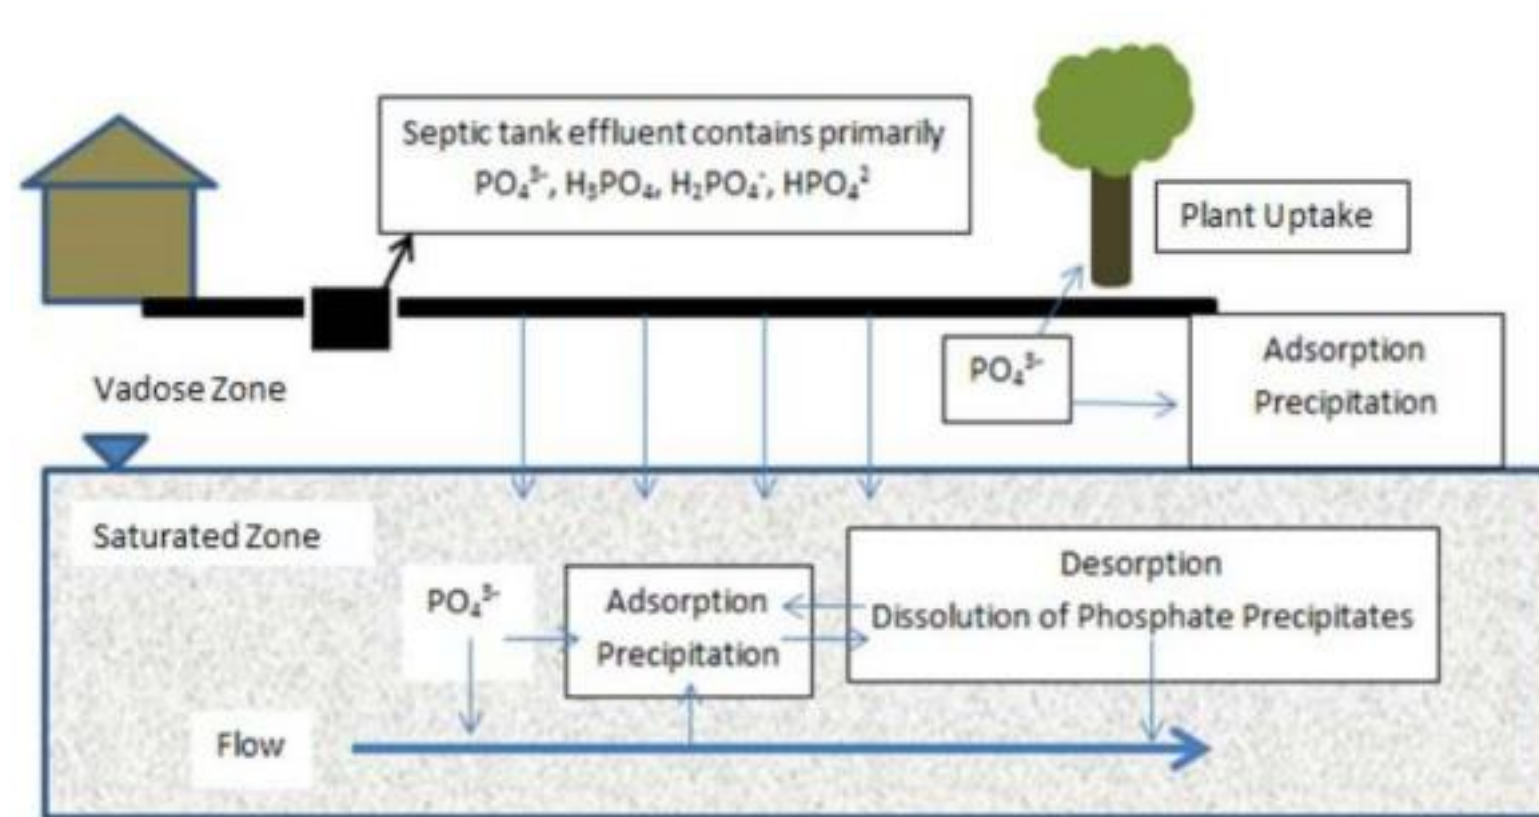 Septic tank effluent contains primarily
PO₄³⁻, H₃PO₄, H₂PO₄⁻, HPO₄²
Plant Uptake
PO₄³⁻
Adsorption
Precipitation
Vadose Zone
Saturated Zone
PO₄³⁻
Adsorption
Precipitation
Desorption
Dissolution of Phosphate Precipitates
Flow